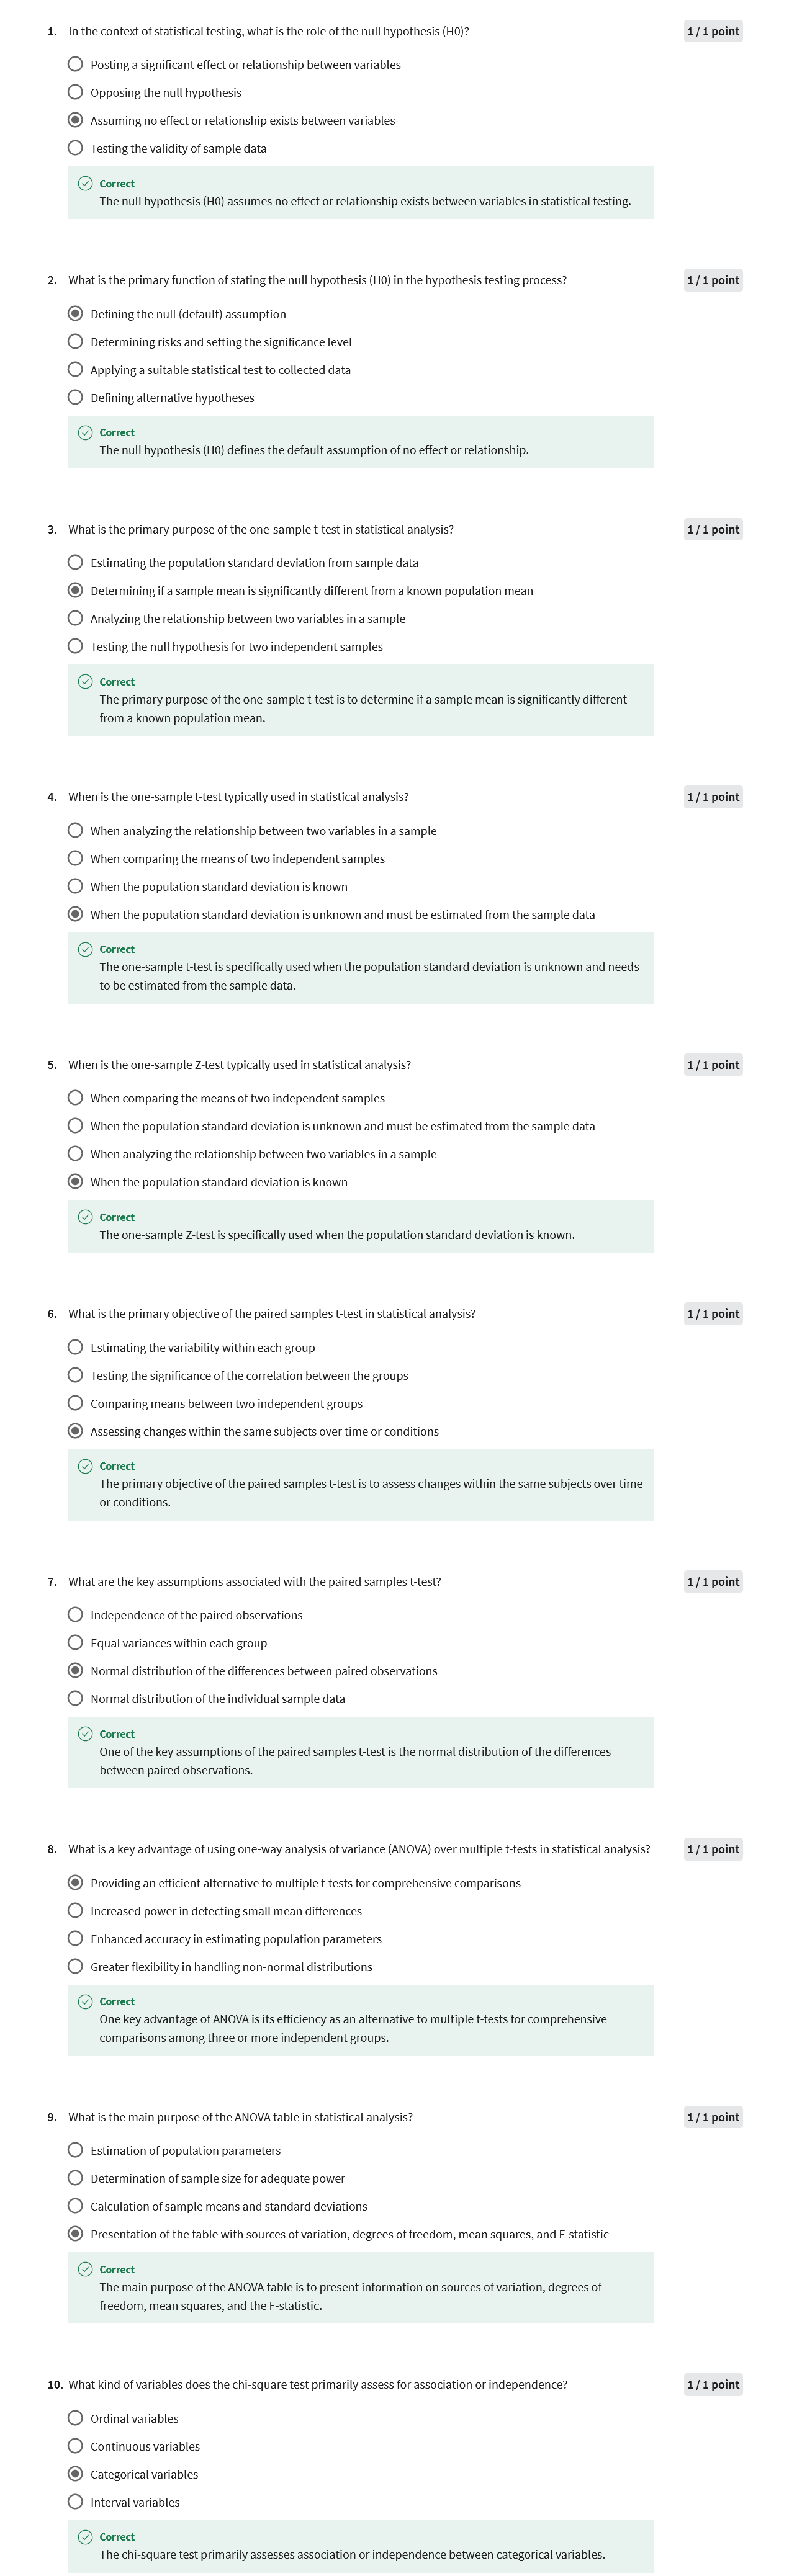 1. In the context of statistical testing, what is the role of the null hypothesis (H0)? 1 / 1 point
Posting a significant effect or relationship between variables
Opposing the null hypothesis
Assuming no effect or relationship exists between variables
Testing the validity of sample data
Correct
The null hypothesis (H0) assumes no effect or relationship exists between variables in statistical testing.
2. What is the primary function of stating the null hypothesis (H0) in the hypothesis testing process? 1 / 1 point
Defining the null (default) assumption
Determining risks and setting the significance level
Applying a suitable statistical test to collected data
Defining alternative hypotheses
Correct
The null hypothesis (H0) defines the default assumption of no effect or relationship.
3. What is the primary purpose of the one-sample t-test in statistical analysis? 1 / 1 point
Estimating the population standard deviation from sample data
Determining if a sample mean is significantly different from a known population mean
Analyzing the relationship between two variables in a sample
Testing the null hypothesis for two independent samples
Correct
The primary purpose of the one-sample t-test is to determine if a sample mean is significantly different
from a known population mean.
4. When is the one-sample t-test typically used in statistical analysis? 1 / 1 point
When analyzing the relationship between two variables in a sample
When comparing the means of two independent samples
When the population standard deviation is known
When the population standard deviation is unknown and must be estimated from the sample data
Correct
The one-sample t-test is specifically used when the population standard deviation is unknown and needs
to be estimated from the sample data.
5. When is the one-sample Z-test typically used in statistical analysis? 1 / 1 point
When comparing the means of two independent samples
When the population standard deviation is unknown and must be estimated from the sample data
When analyzing the relationship between two variables in a sample
When the population standard deviation is known
Correct
The one-sample Z-test is specifically used when the population standard deviation is known.
6. What is the primary objective of the paired samples t-test in statistical analysis? 1 / 1 point
Estimating the variability within each group
Testing the significance of the correlation between the groups
Comparing means between two independent groups
Assessing changes within the same subjects over time or conditions
Correct
The primary objective of the paired samples t-test is to assess changes within the same subjects over time
or conditions.
7. What are the key assumptions associated with the paired samples t-test? 1 / 1 point
Independence of the paired observations
Equal variances within each group
Normal distribution of the differences between paired observations
Normal distribution of the individual sample data
Correct
One of the key assumptions of the paired samples t-test is the normal distribution of the differences
between paired observations.
8. What is a key advantage of using one-way analysis of variance (ANOVA) over multiple t-tests in statistical analysis? 1 / 1 point
Providing an efficient alternative to multiple t-tests for comprehensive comparisons
Increased power in detecting small mean differences
Enhanced accuracy in estimating population parameters
Greater flexibility in handling non-normal distributions
Correct
One key advantage of ANOVA is its efficiency as an alternative to multiple t-tests for comprehensive
comparisons among three or more independent groups.
9. What is the main purpose of the ANOVA table in statistical analysis? 1 / 1 point
Estimation of population parameters
Determination of sample size for adequate power
Calculation of sample means and standard deviations
Presentation of the table with sources of variation, degrees of freedom, mean squares, and F-statistic
Correct
The main purpose of the ANOVA table is to present information on sources of variation, degrees of
freedom, mean squares, and the F-statistic.
10. What kind of variables does the chi-square test primarily assess for association or independence? 1 / 1 point
Ordinal variables
Continuous variables
Categorical variables
Interval variables
Correct
The chi-square test primarily assesses association or independence between categorical variables.